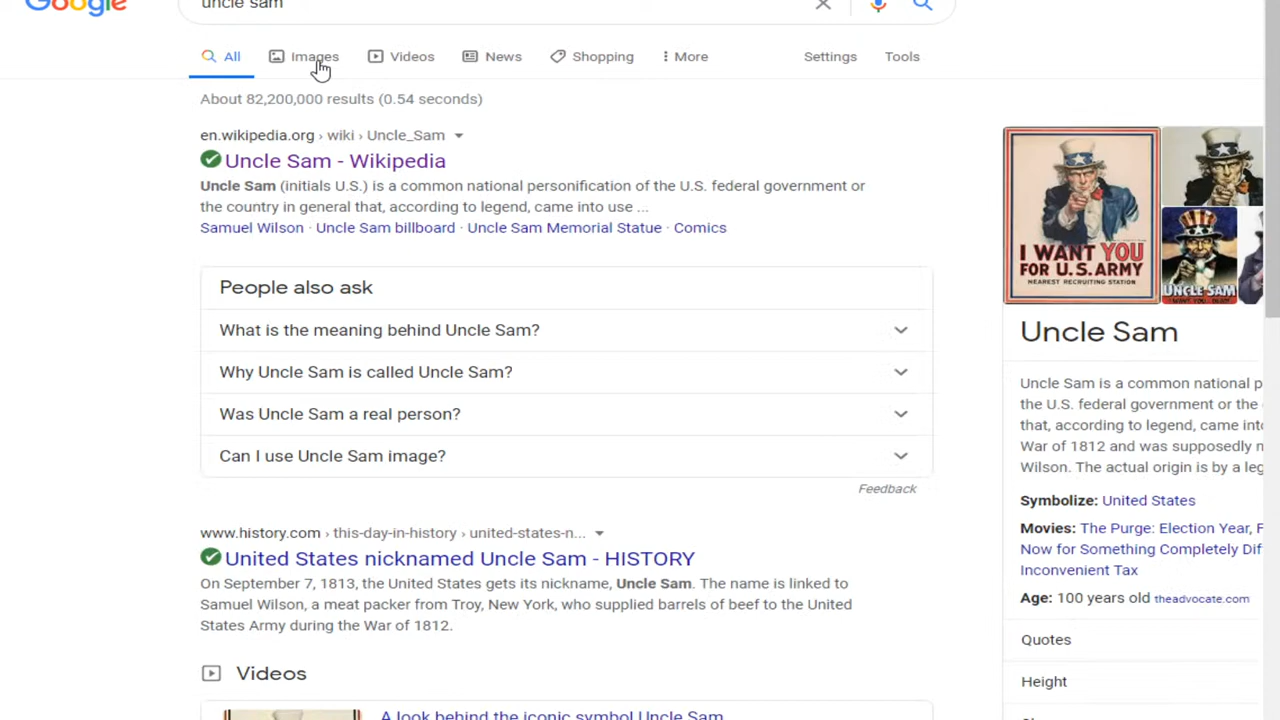 Google
uncle sam
All Images Videos News Shopping More Settings Tools
About 82,200,000 results (0.54 seconds)
en.wikipedia.org › wiki › Uncle_Sam
Uncle Sam - Wikipedia
Uncle Sam (initials U.S.) is a common national personification of the U.S. federal government or
the country in general that, according to legend, came into use ...
Samuel Wilson · Uncle Sam billboard · Uncle Sam Memorial Statue · Comics
People also ask
What is the meaning behind Uncle Sam?
Why Uncle Sam is called Uncle Sam?
Was Uncle Sam a real person?
Can I use Uncle Sam image?
Feedback
www.history.com › this-day-in-history › united-states-n...
United States nicknamed Uncle Sam - HISTORY
On September 7, 1813, the United States gets its nickname, Uncle Sam. The name is linked to
Samuel Wilson, a meat packer from Troy, New York, who supplied barrels of beef to the United
States Army during the War of 1812.
Videos
A look behind the iconic symbol Uncle Sam
I WANT YOU
FOR U.S. ARMY
NEAREST RECRUITING STATION
UNCLE SAM
Uncle Sam
Uncle Sam is a common national p
the U.S. federal government or the
that, according to legend, came into
War of 1812 and was supposedly n
Wilson. The actual origin is by a leg
Symbolize: United States
Movies: The Purge: Election Year, F
Now for Something Completely Dif
Inconvenient Tax
Age: 100 years old theadvocate.com
Quotes
Height